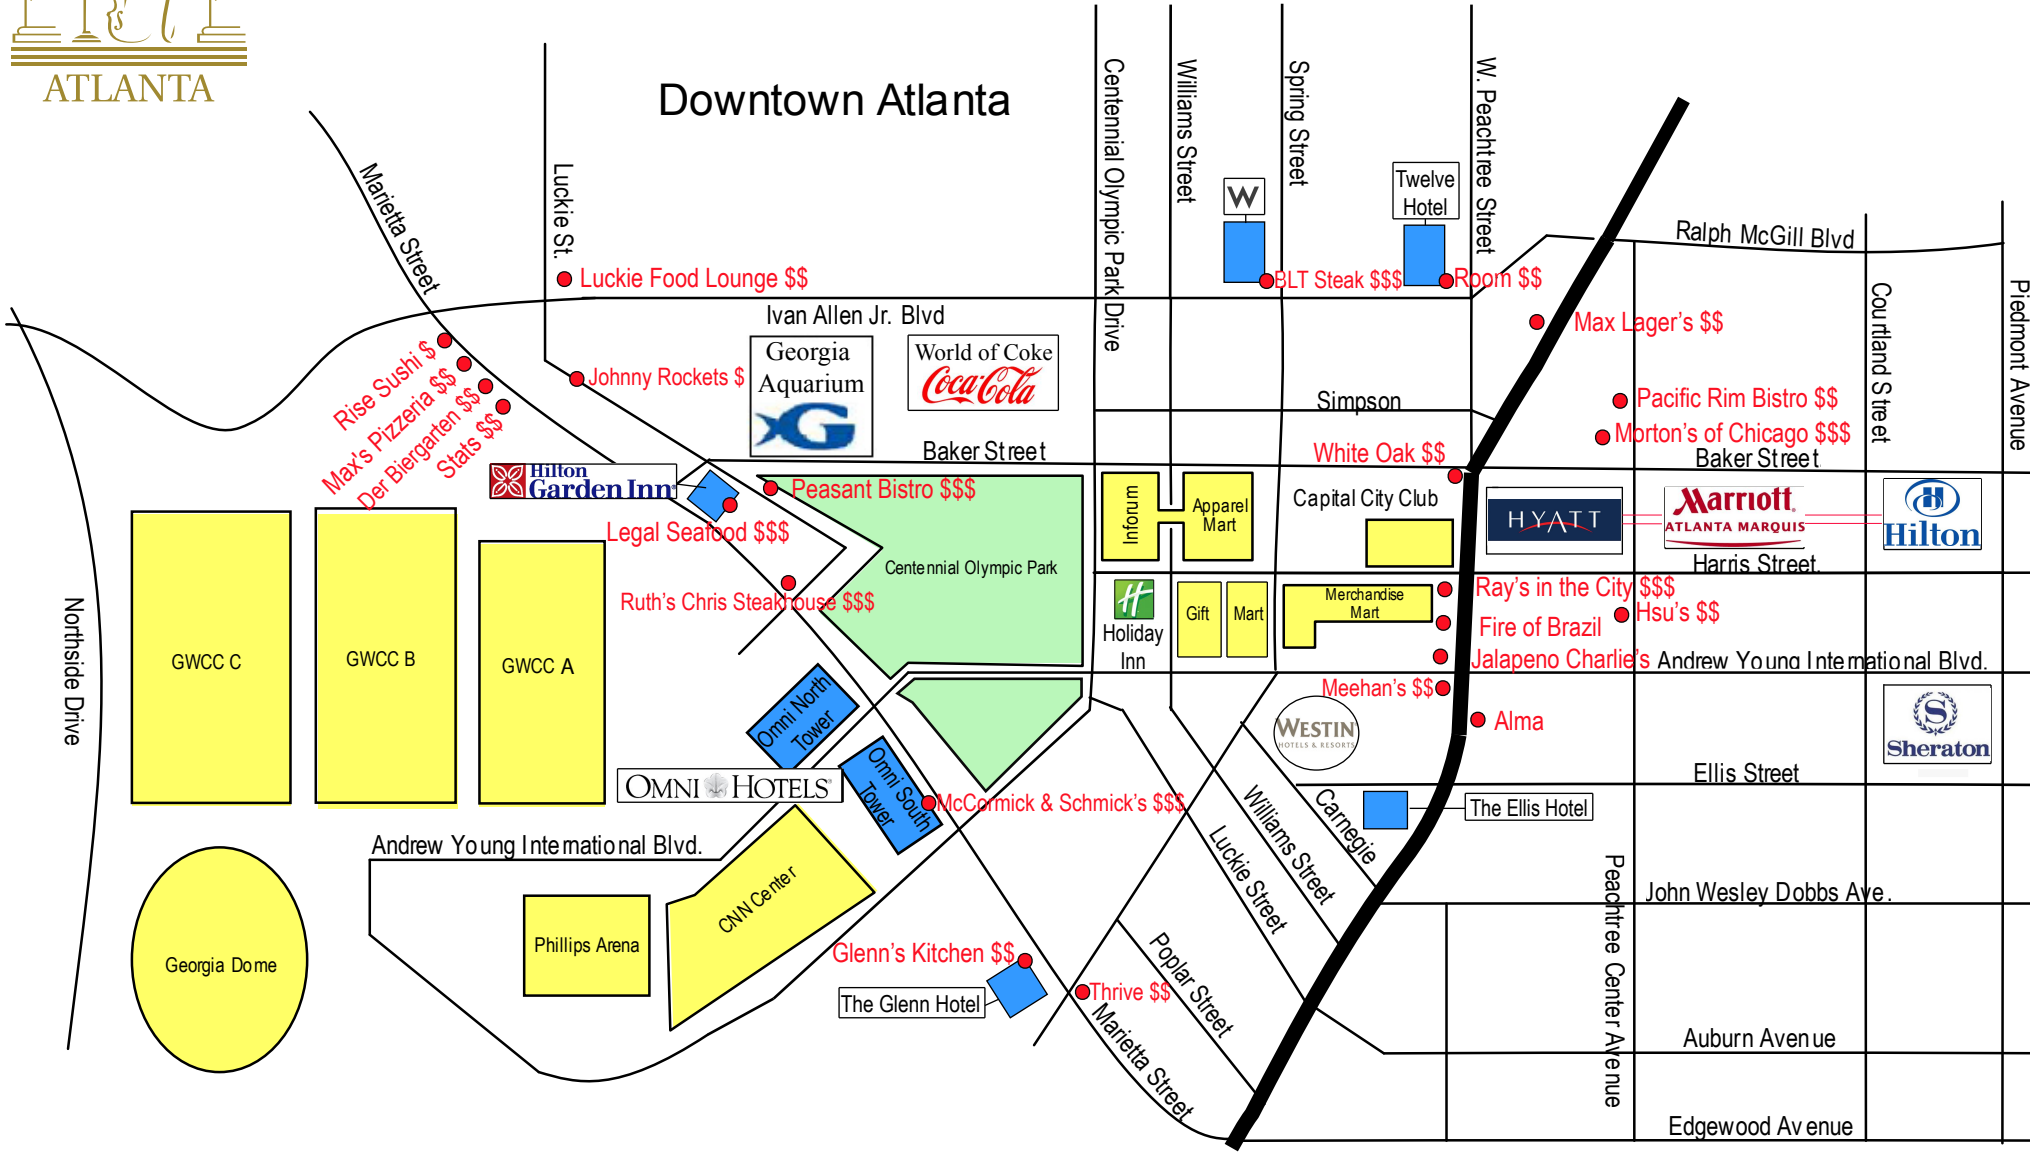 ATLANTA
Downtown Atlanta
Marietta Street
Luckie St.
Centennial Olympic Park Drive
Williams Street
Spring Street
W. Peachtree Street
W
Twelve
Hotel
Ralph McGill Blvd
Luckie Food Lounge $$
BLT Steak $$$
Room $$
Ivan Allen Jr. Blvd
Max Lager's $$
Courtland Street
Piedmont Avenue
Georgia
Aquarium
G
World of Coke
Coca-Cola
Rise Sushi $
Max's Pizzeria $$
Der Biergarten $$
Stats $$
Johnny Rockets $
Simpson
Pacific Rim Bistro $$
Morton's of Chicago $$$
Baker Street
White Oak $$
Baker Street
Hilton
Garden Inn
Peasant Bistro $$$
Legal Seafood $$$
Inforum
Apparel
Mart
Capital City Club
HYATT
Marriott
ATLANTA MARQUIS
Hilton
Harris Street
Centennial Olympic Park
Ruth's Chris Steakhouse $$$
H
Holiday
Inn
Gift
Mart
Merchandise
Mart
Ray's in the City $$$
Hsu's $$
Fire of Brazil
Jalapeno Charlie's
Andrew Young International Blvd.
Meehan's $$
Alma
WESTIN
HOTELS & RESORTS
S
Sheraton
Northside Drive
GWCC C
GWCC B
GWCC A
Omni North
Tower
OMNI HOTELS
Omni South
Tower
McCormick & Schmick's $$$
Ellis Street
The Ellis Hotel
Carnegie
Williams Street
Luckie Street
Andrew Young International Blvd.
CNN Center
Phillips Arena
Georgia Dome
Peachtree Center Avenue
John Wesley Dobbs Ave.
Glenn's Kitchen $$
The Glenn Hotel
Thrive $$
Poplar Street
Marietta Street
Auburn Avenue
Edgewood Avenue